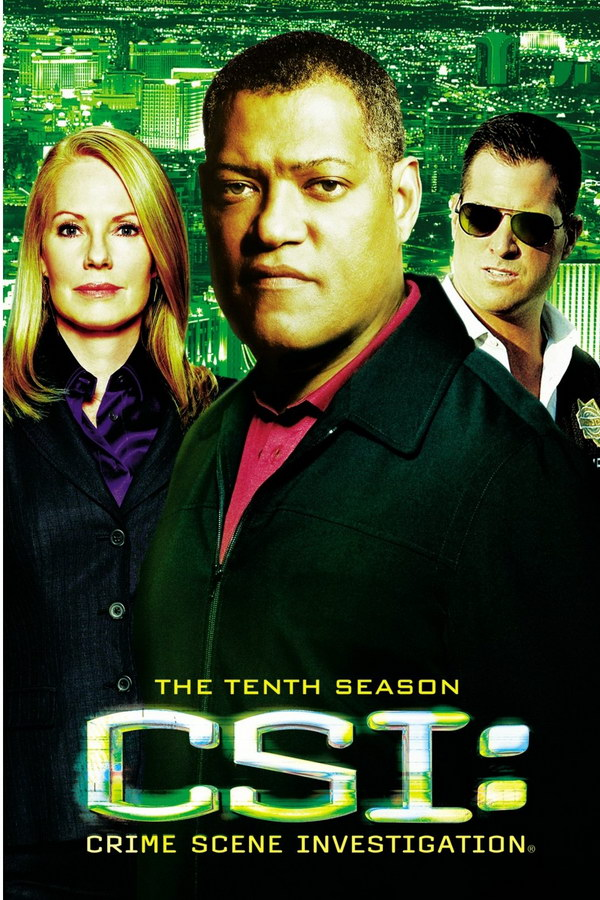 THE TENTH SEASON
CSI:
CRIME SCENE INVESTIGATION®